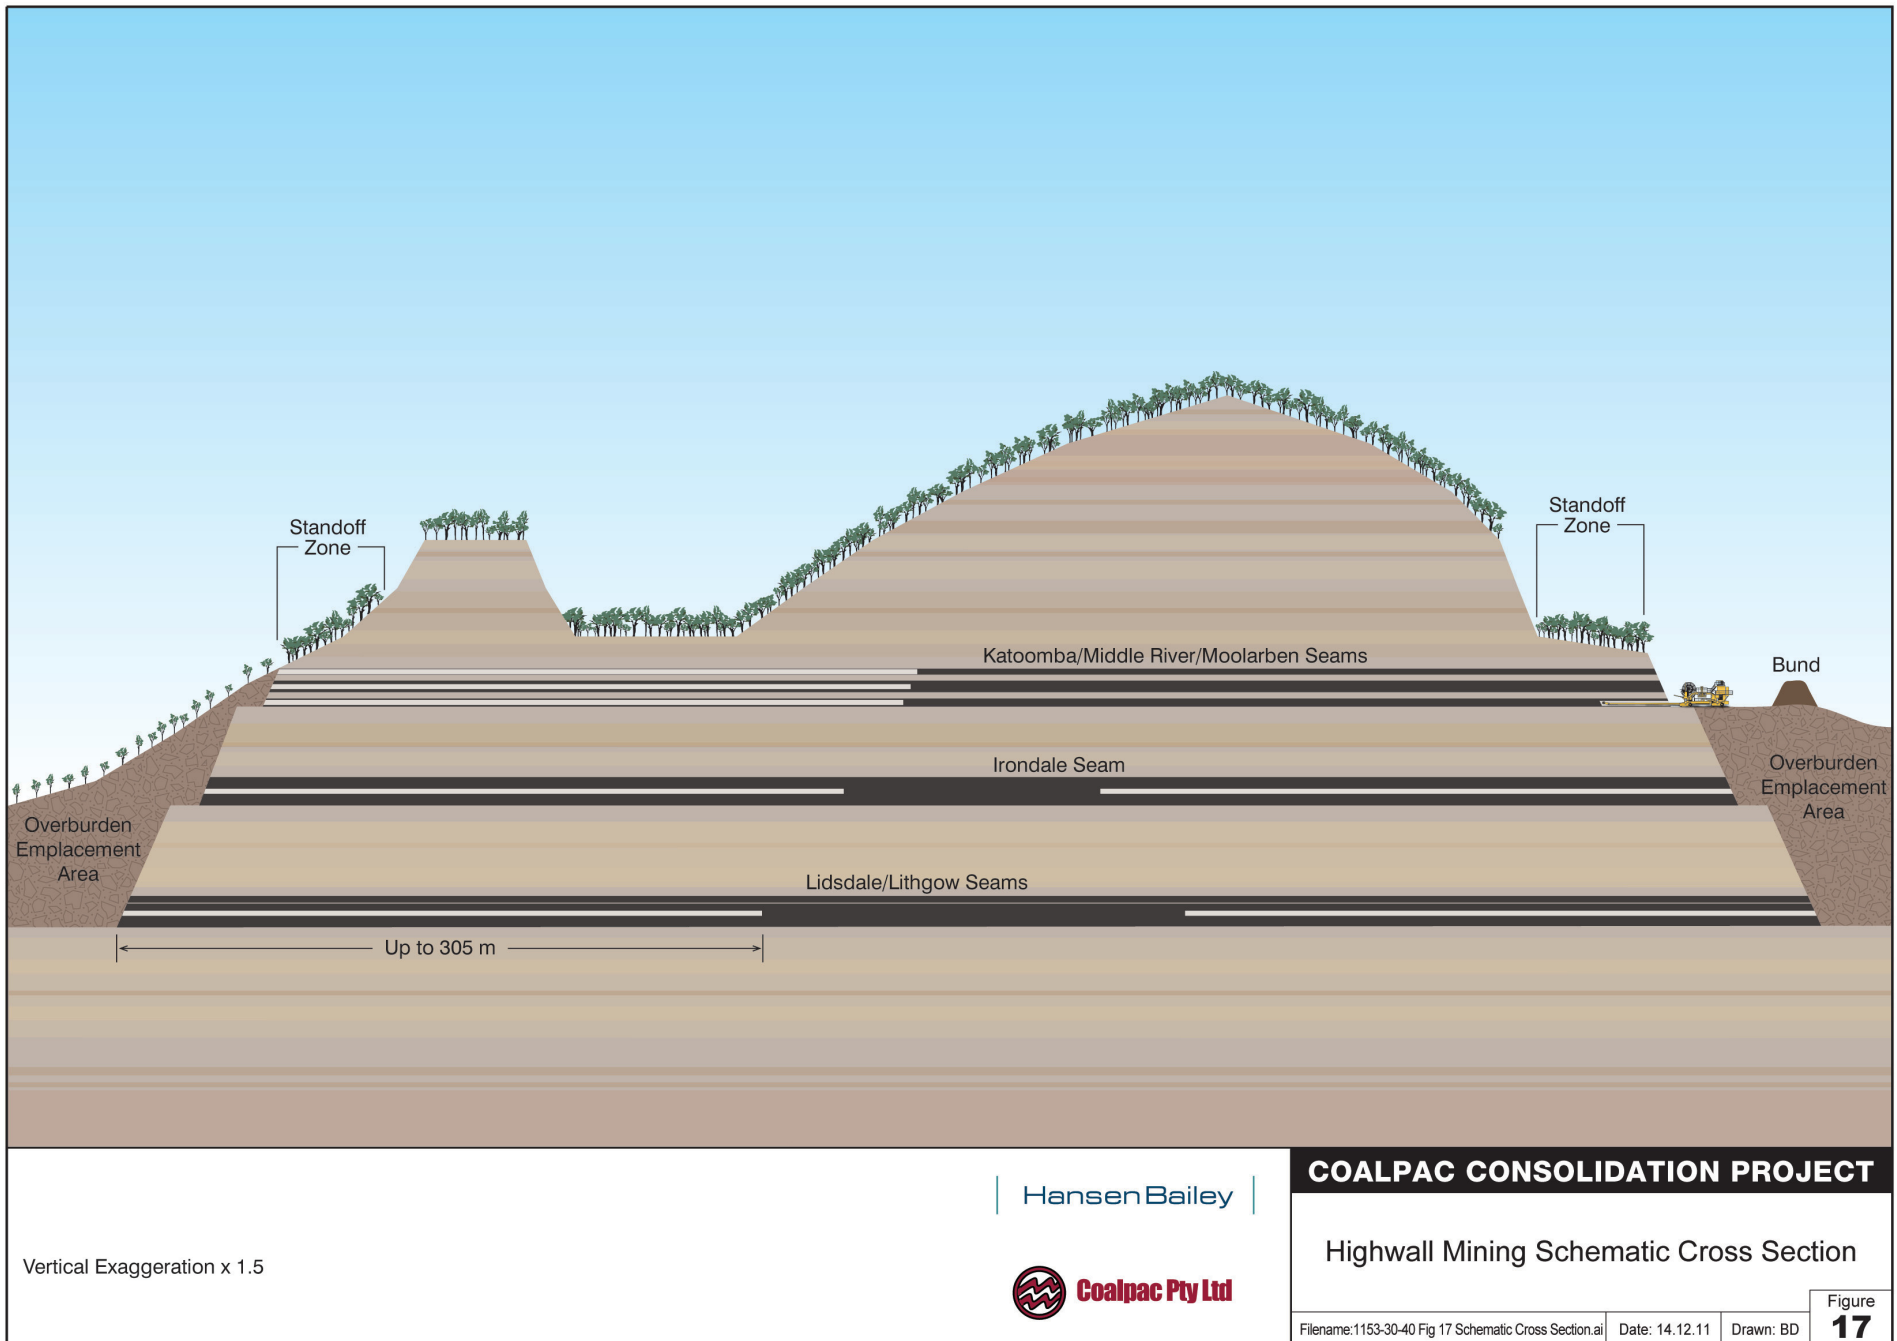 Standoff
Zone
Standoff
Zone
Katoomba/Middle River/Moolarben Seams
Bund
Irondale Seam
Overburden
Emplacement
Area
Overburden
Emplacement
Area
Lidsdale/Lithgow Seams
Up to 305 m
Vertical Exaggeration x 1.5
Hansen Bailey
Coalpac Pty Ltd
COALPAC CONSOLIDATION PROJECT
Highwall Mining Schematic Cross Section
Filename:1153-30-40 Fig 17 Schematic Cross Section.ai
Date: 14.12.11
Drawn: BD
Figure
17